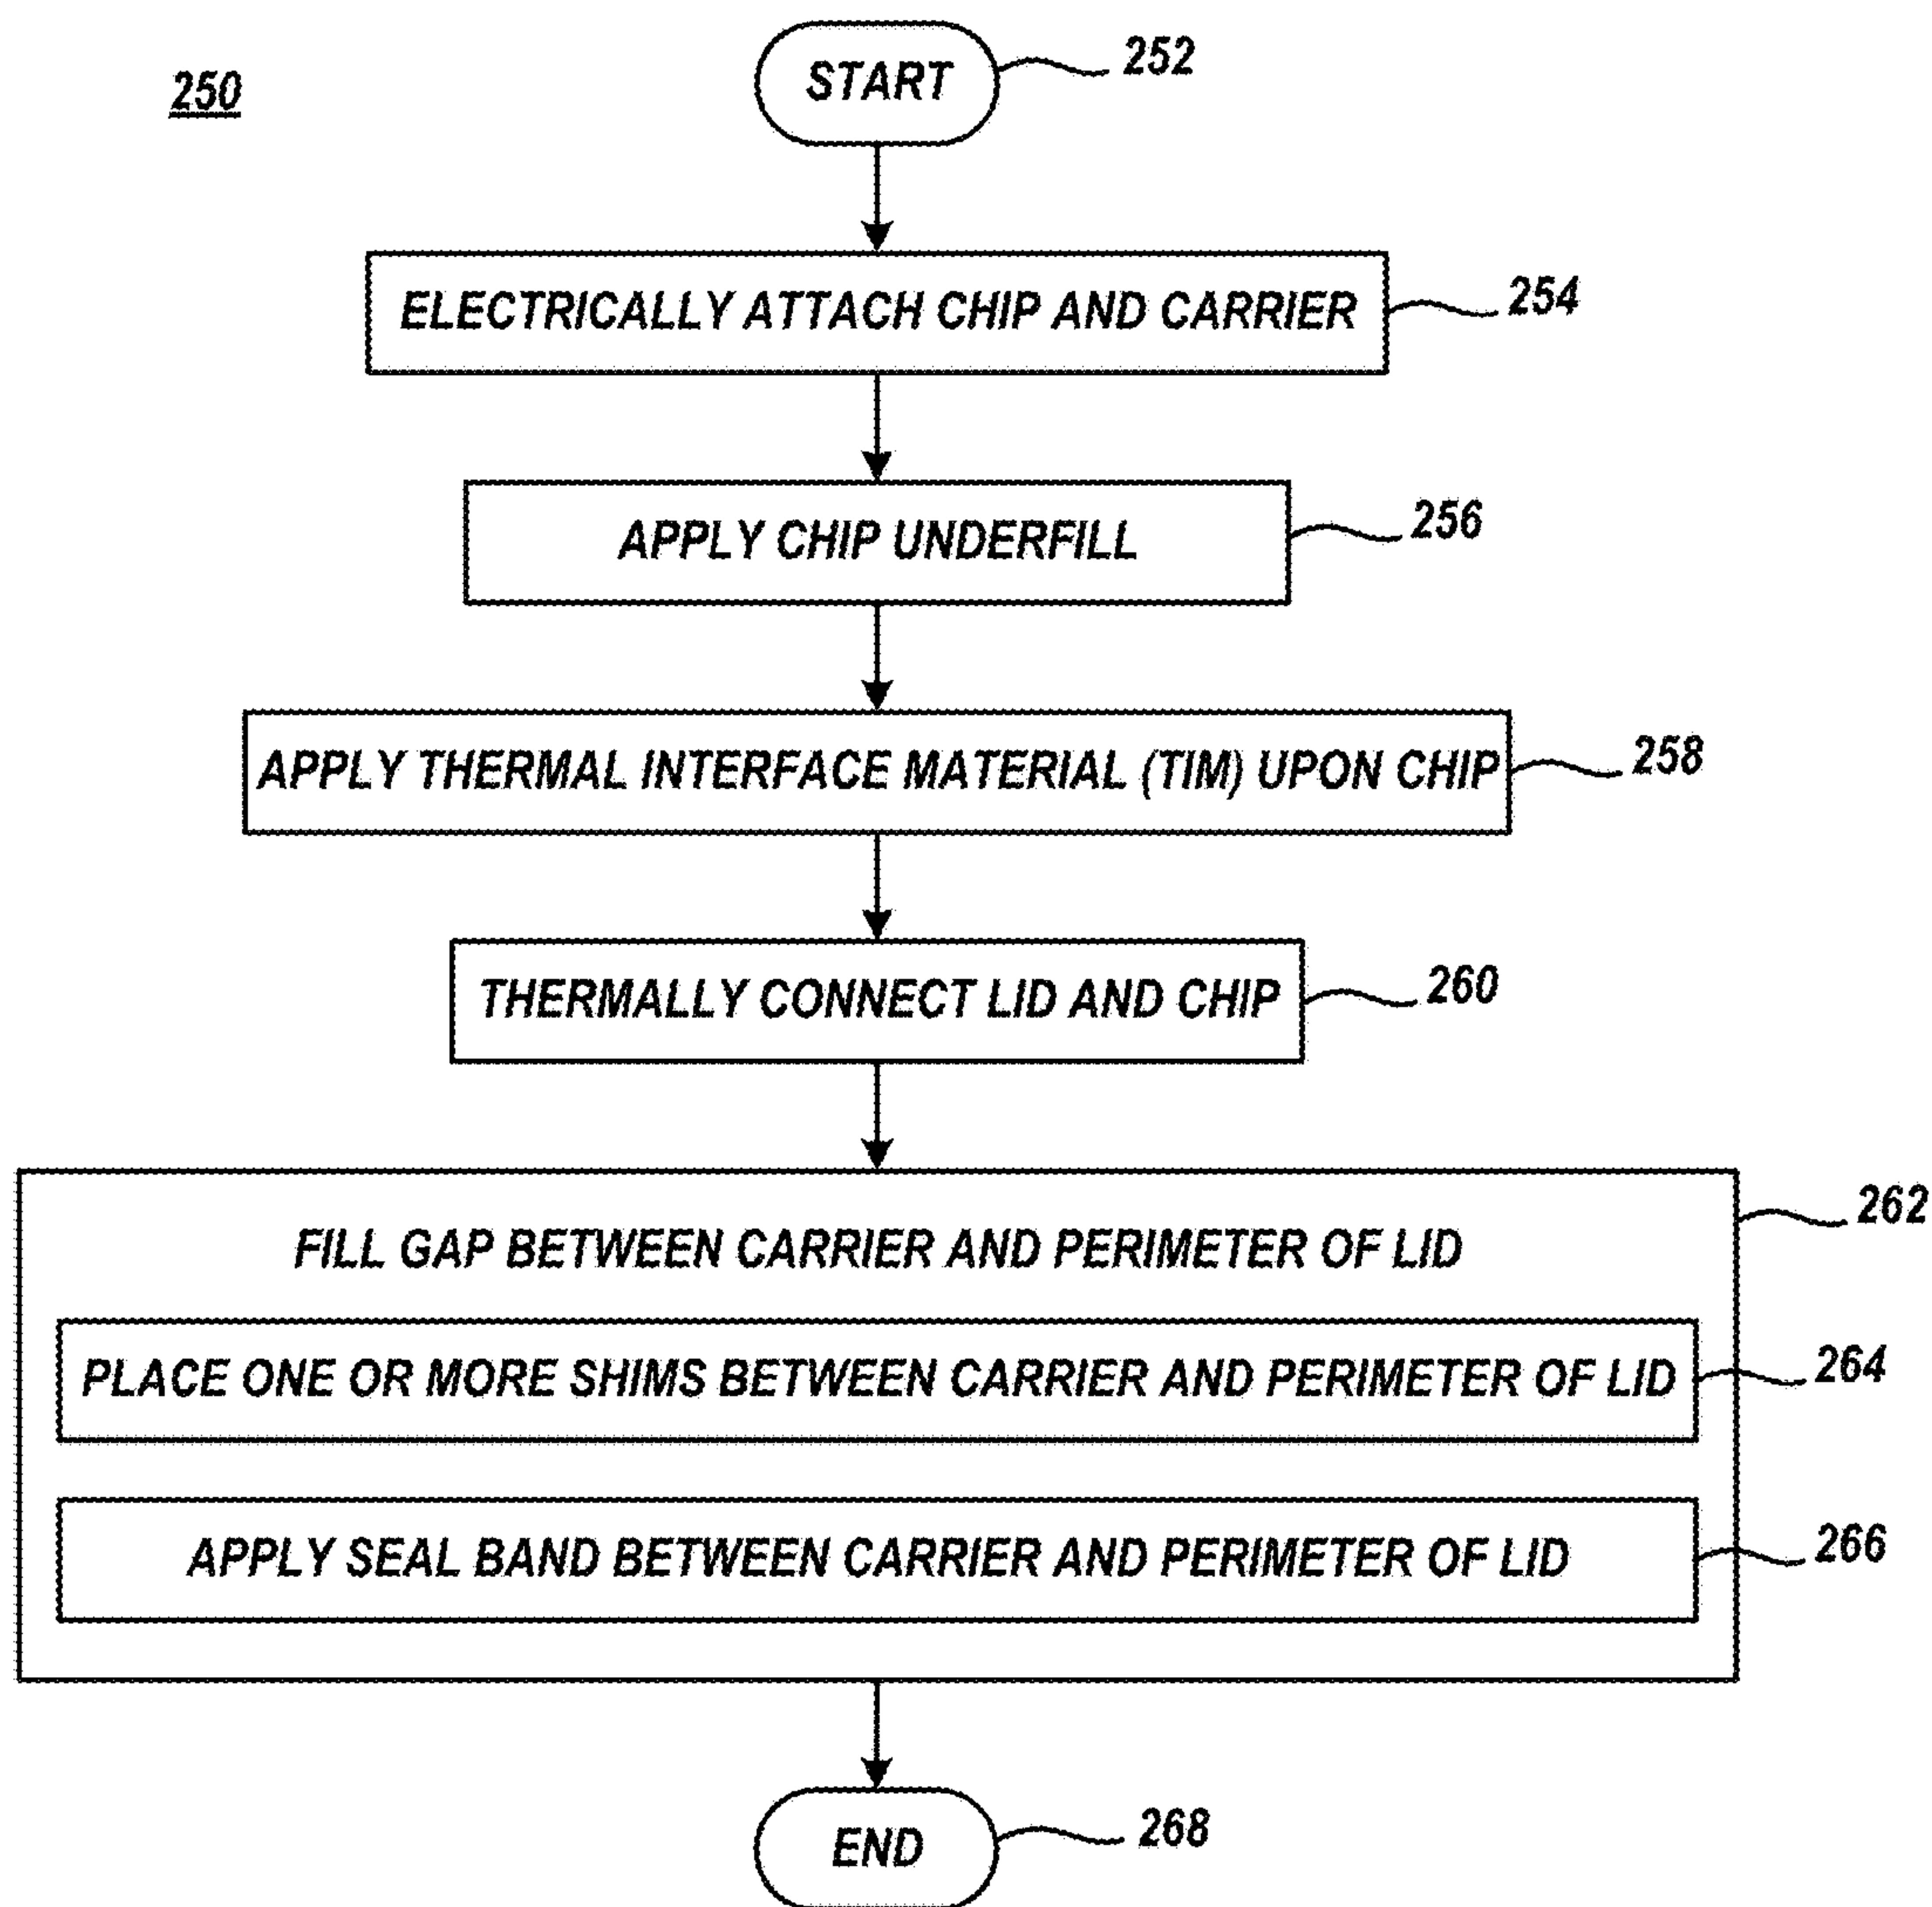 250
START
252
ELECTRICALLY ATTACH CHIP AND CARRIER
254
APPLY CHIP UNDERFILL
256
APPLY THERMAL INTERFACE MATERIAL (TIM) UPON CHIP
258
THERMALLY CONNECT LID AND CHIP
260
FILL GAP BETWEEN CARRIER AND PERIMETER OF LID
262
PLACE ONE OR MORE SHIMS BETWEEN CARRIER AND PERIMETER OF LID
264
APPLY SEAL BAND BETWEEN CARRIER AND PERIMETER OF LID
266
END
268